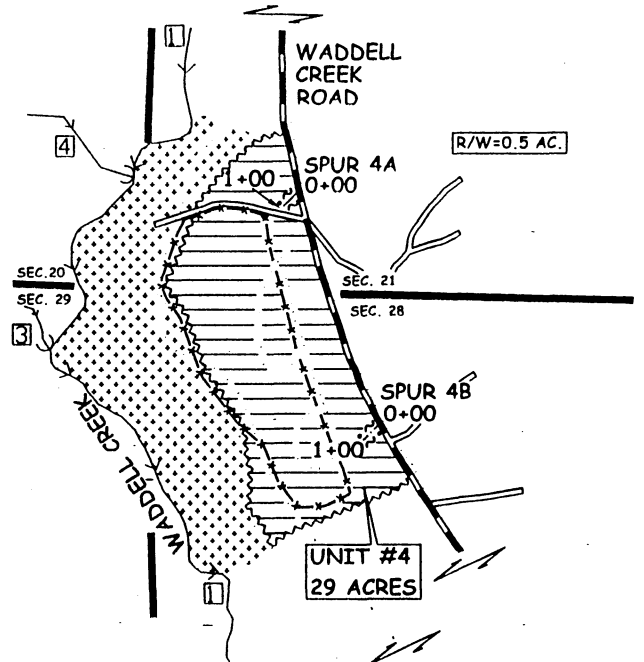 1
WADDELL
CREEK
ROAD
4
R/W=0.5 AC.
SPUR 4A
1+00
0+00
SEC. 20
SEC. 21
SEC. 29
SEC. 28
3
SPUR 4B
0+00
1+00
WADDELL CREEK
UNIT #4
29 ACRES
1